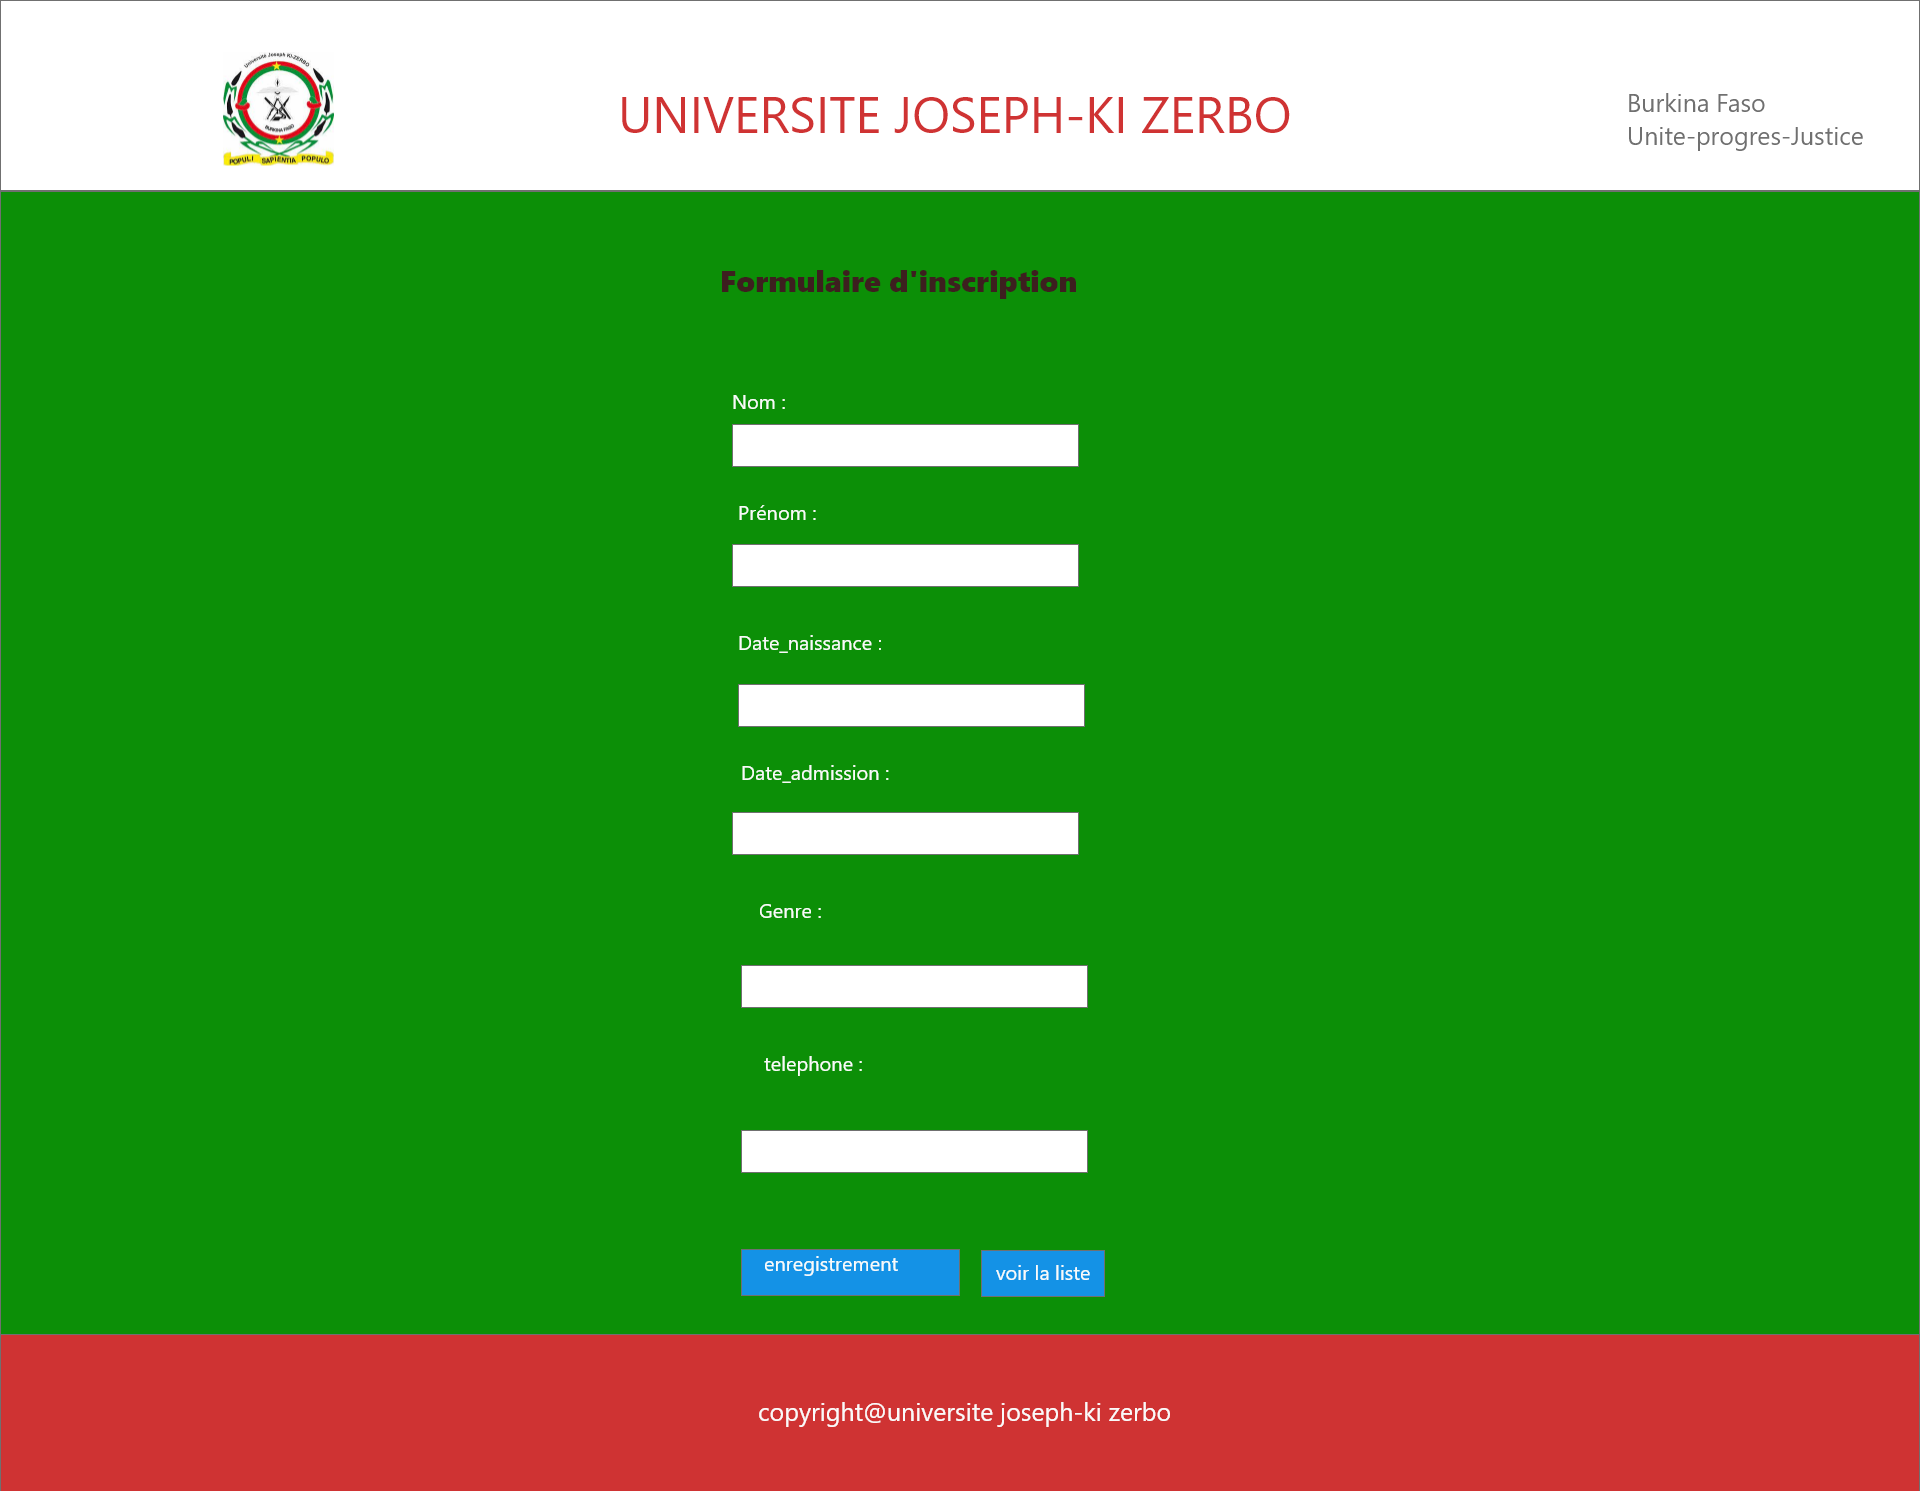 Universite Joseph Ki-ZERBO
BURKINA FASO
POPULI SAPIENTIA POPULO
UNIVERSITE JOSEPH-KI ZERBO
Burkina Faso
Unite-progres-Justice
Formulaire d'inscription
Nom :
Prénom :
Date_naissance :
Date_admission :
Genre :
telephone :
enregistrement
voir la liste
copyright@universite joseph-ki zerbo